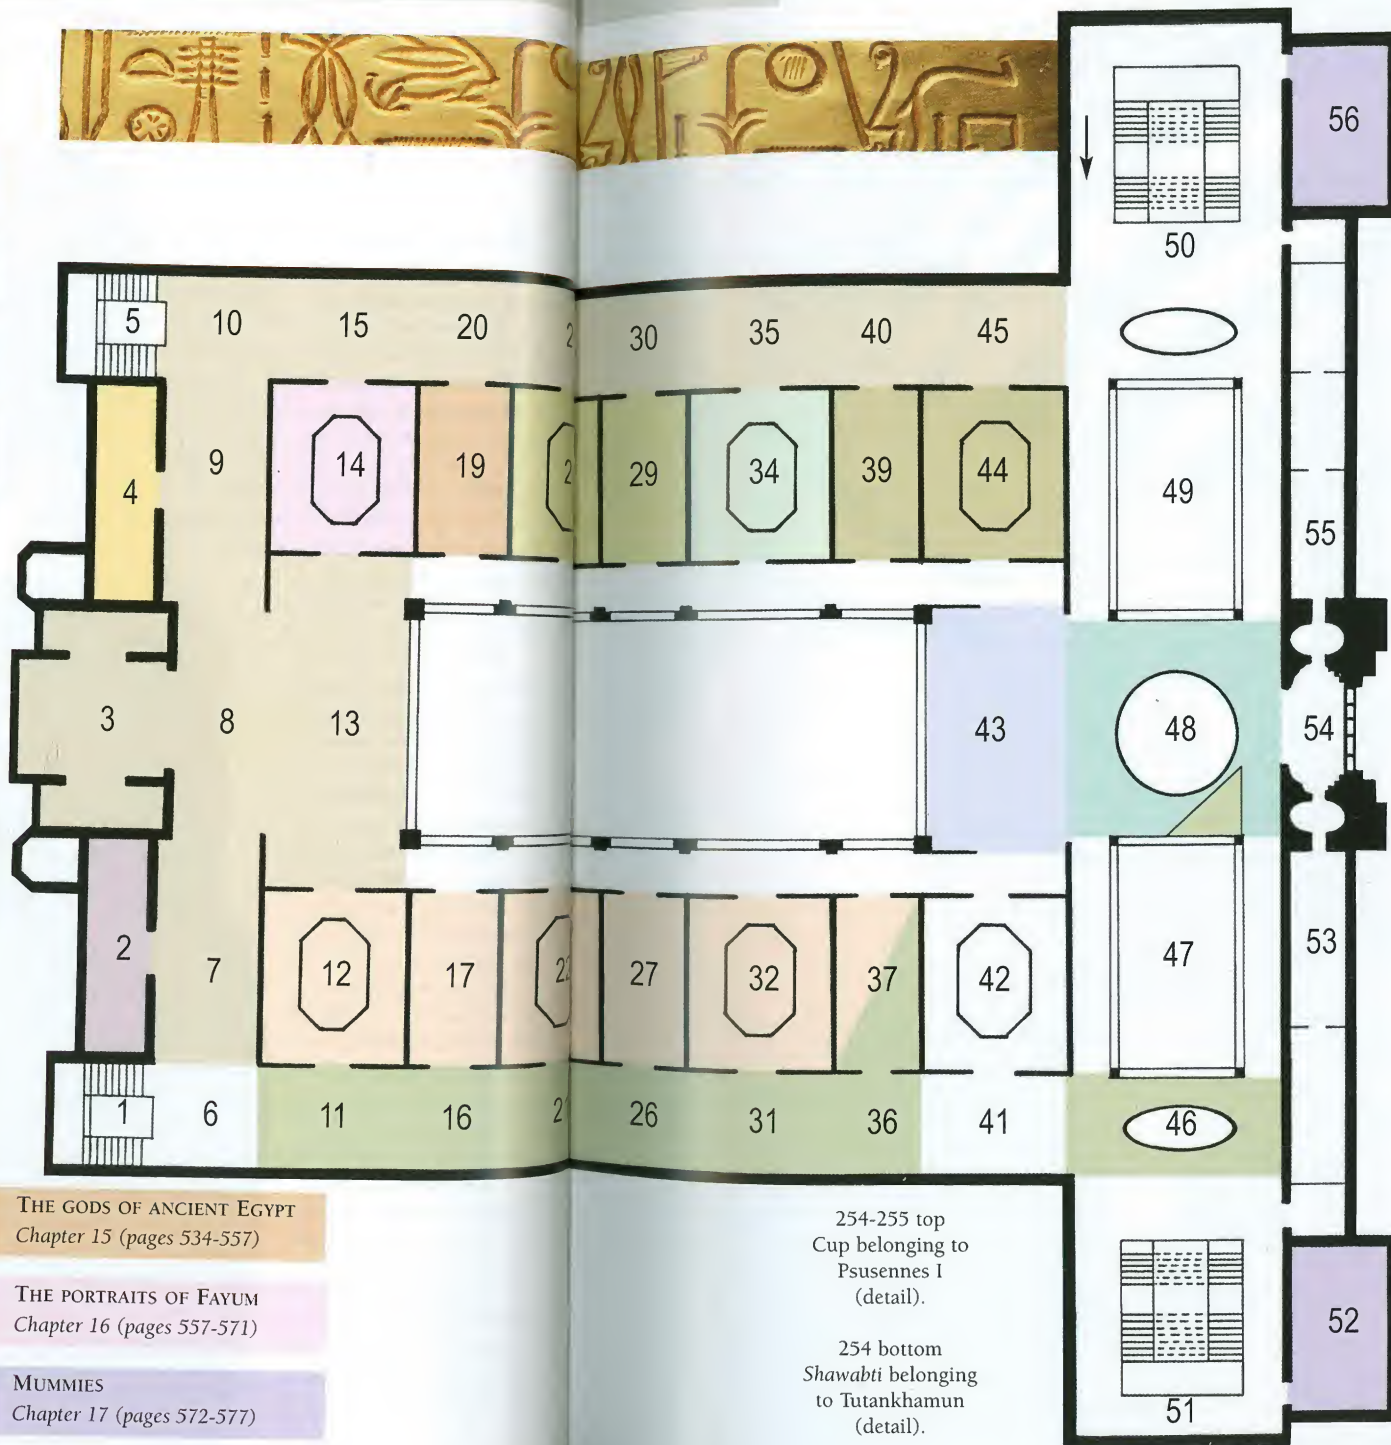 56
50
5 10 15 20 30 35 40 45
9 14 19 29 34 39 44 49
4
55
3 8 13 43 48 54
2 7 12 17 27 32 37 42 47 53
1 6 11 16 26 31 36 41 46
THE GODS OF ANCIENT EGYPT
Chapter 15 (pages 534-557)
THE PORTRAITS OF FAYUM
Chapter 16 (pages 557-571)
MUMMIES
Chapter 17 (pages 572-577)
254-255 top
Cup belonging to
Psusennes I
(detail).
254 bottom
Shawabti belonging
to Tutankhamun
(detail).
52
51